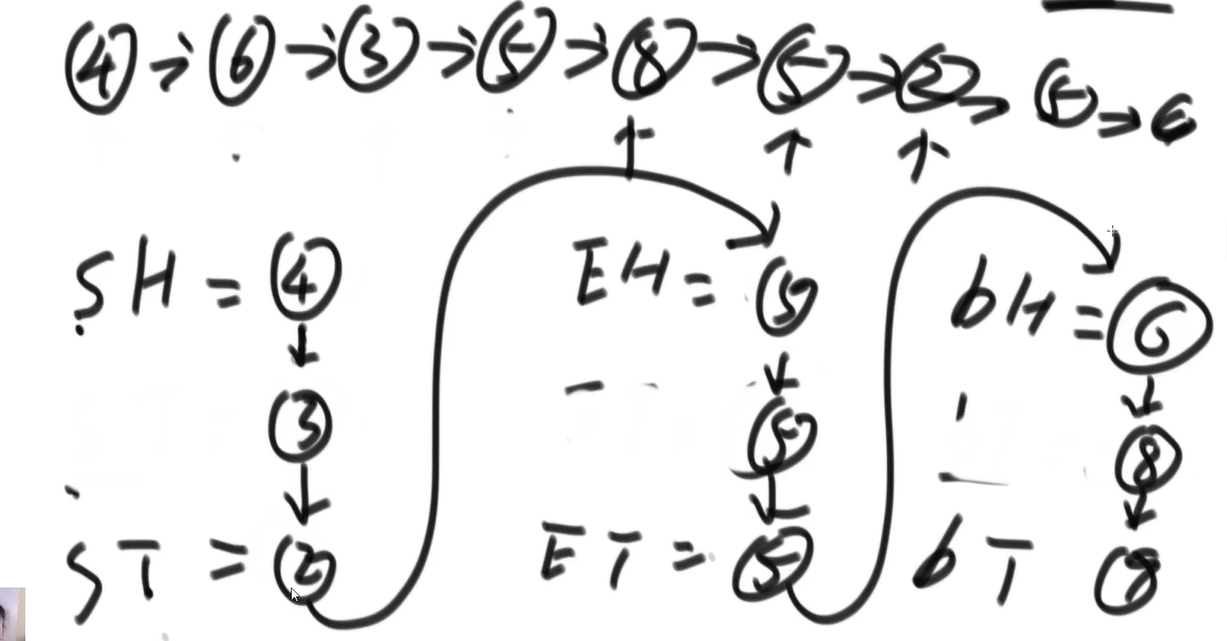 4 → 6 → 3 → 5 → 8 → 5 → 2 → 5 →
SH = 4
EH = 5
bH = 6
3
5
8
ST = 2
ET = 5
bT 8